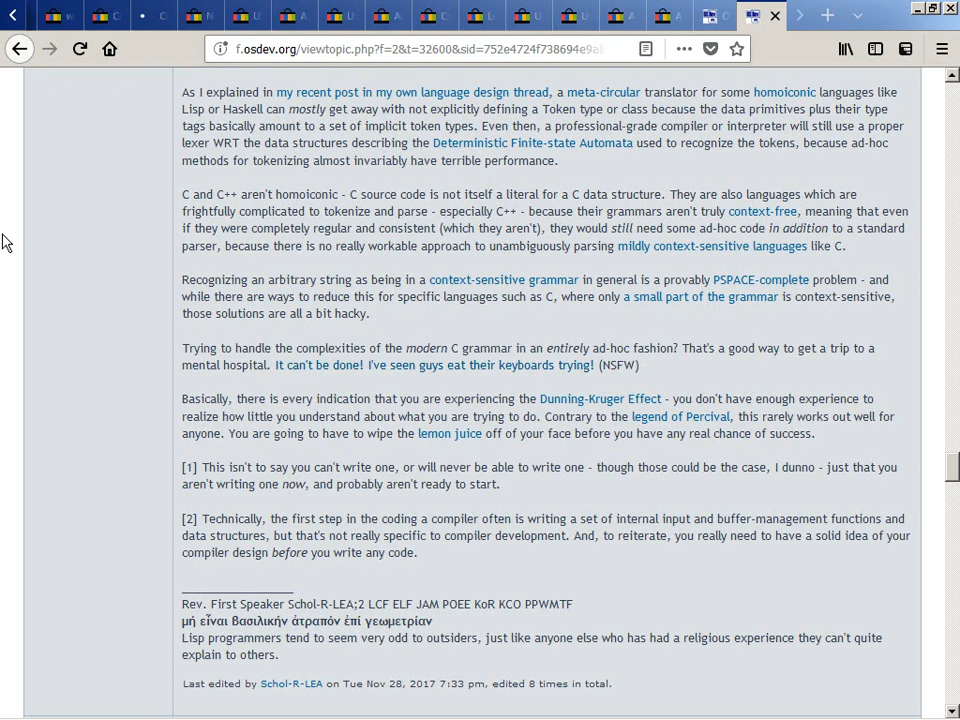 C
C
N
U
A
U
A
A
C
Lo
U
U
A
A
O
f.osdev.org/viewtopic.php?f=2&t=32600&sid=752e4724f738694e9a8
As I explained in my recent post in my own language design thread, a meta-circular translator for some homoiconic languages like
Lisp or Haskell can mostly get away with not explicitly defining a Token type or class because the data primitives plus their type
tags basically amount to a set of implicit token types. Even then, a professional-grade compiler or interpreter will still use a proper
lexer WRT the data structures describing the Deterministic Finite-state Automata used to recognize the tokens, because ad-hoc
methods for tokenizing almost invariably have terrible performance.
C and C++ aren't homoiconic - C source code is not itself a literal for a C data structure. They are also languages which are
frightfully complicated to tokenize and parse - especially C++ - because their grammars aren't truly context-free, meaning that even
if they were completely regular and consistent (which they aren't), they would still need some ad-hoc code in addition to a standard
parser, because there is no really workable approach to unambiguously parsing mildly context-sensitive languages like C.
Recognizing an arbitrary string as being in a context-sensitive grammar in general is a provably PSPACE-complete problem - and
while there are ways to reduce this for specific languages such as C, where only a small part of the grammar is context-sensitive,
those solutions are all a bit hacky.
Trying to handle the complexities of the modern C grammar in an entirely ad-hoc fashion? That's a good way to get a trip to a
mental hospital. It can't be done! I've seen guys eat their keyboards trying! (NSFW)
Basically, there is every indication that you are experiencing the Dunning-Kruger Effect - you don't have enough experience to
realize how little you understand about what you are trying to do. Contrary to the legend of Percival, this rarely works out well for
anyone. You are going to have to wipe the lemon juice off of your face before you have any real chance of success.
[1] This isn't to say you can't write one, or will never be able to write one - though those could be the case, I dunno - just that you
aren't writing one now, and probably aren't ready to start.
[2] Technically, the first step in the coding a compiler often is writing a set of internal input and buffer-management functions and
data structures, but that's not really specific to compiler development. And, to reiterate, you really need to have a solid idea of your
compiler design before you write any code.
Rev. First Speaker Schol-R-LEA;2 LCF ELF JAM POEE KoR KCO PPWMTF
μή εἶναι βασιλικήν ἀτραπόν ἐπί γεωμετρίαν
Lisp programmers tend to seem very odd to outsiders, just like anyone else who has had a religious experience they can't quite
explain to others.
Last edited by Schol-R-LEA on Tue Nov 28, 2017 7:33 pm, edited 8 times in total.